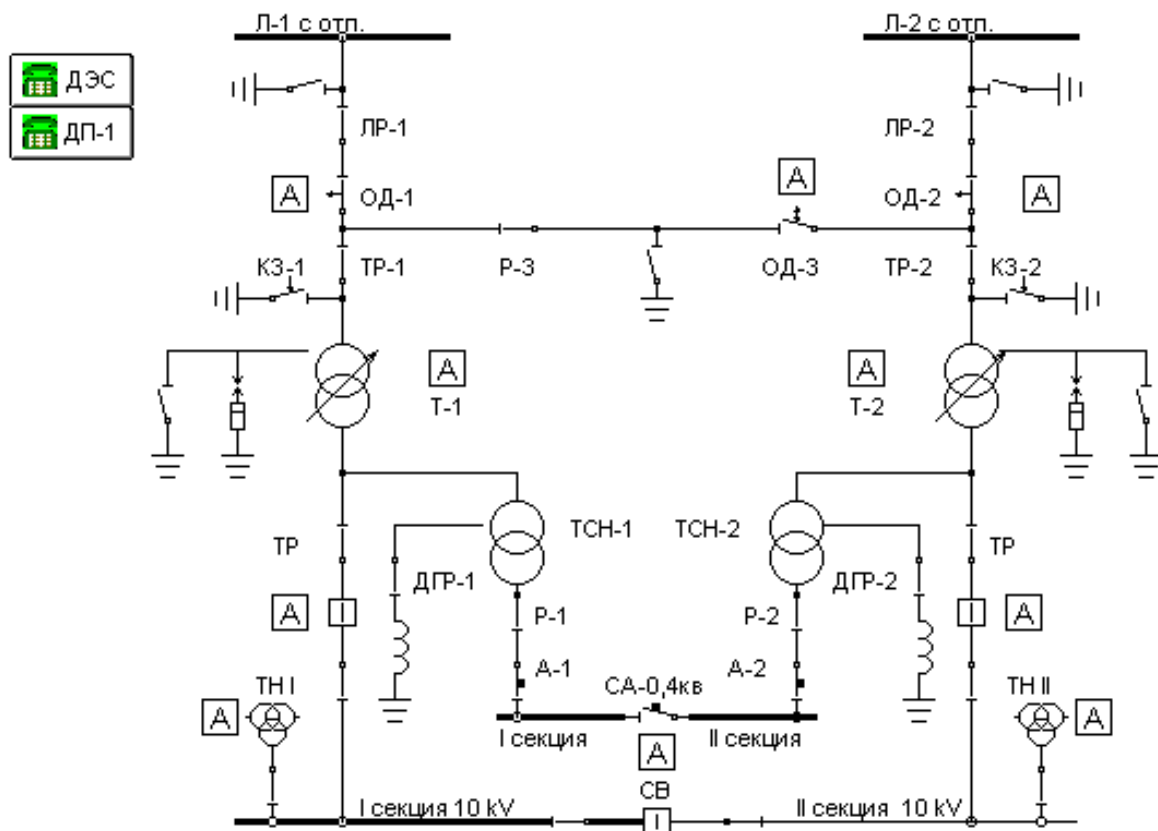 Л-1 с отп.
Л-2 с отп.
ДЭС
ДП-1
ЛР-1
ЛР-2
А
ОД-1
А
ОД-2
А
КЗ-1
ТР-1
Р-3
ОД-3
ТР-2
КЗ-2
А
Т-1
А
Т-2
ТР
ТСН-1
ТСН-2
ТР
ДГР-1
ДГР-2
А
Р-1
Р-2
А
А-1
СА-0,4кв
А-2
ТН I
А
ТН II
А
I секция
II секция
А
СВ
I секция 10 kV
II секция 10 kV